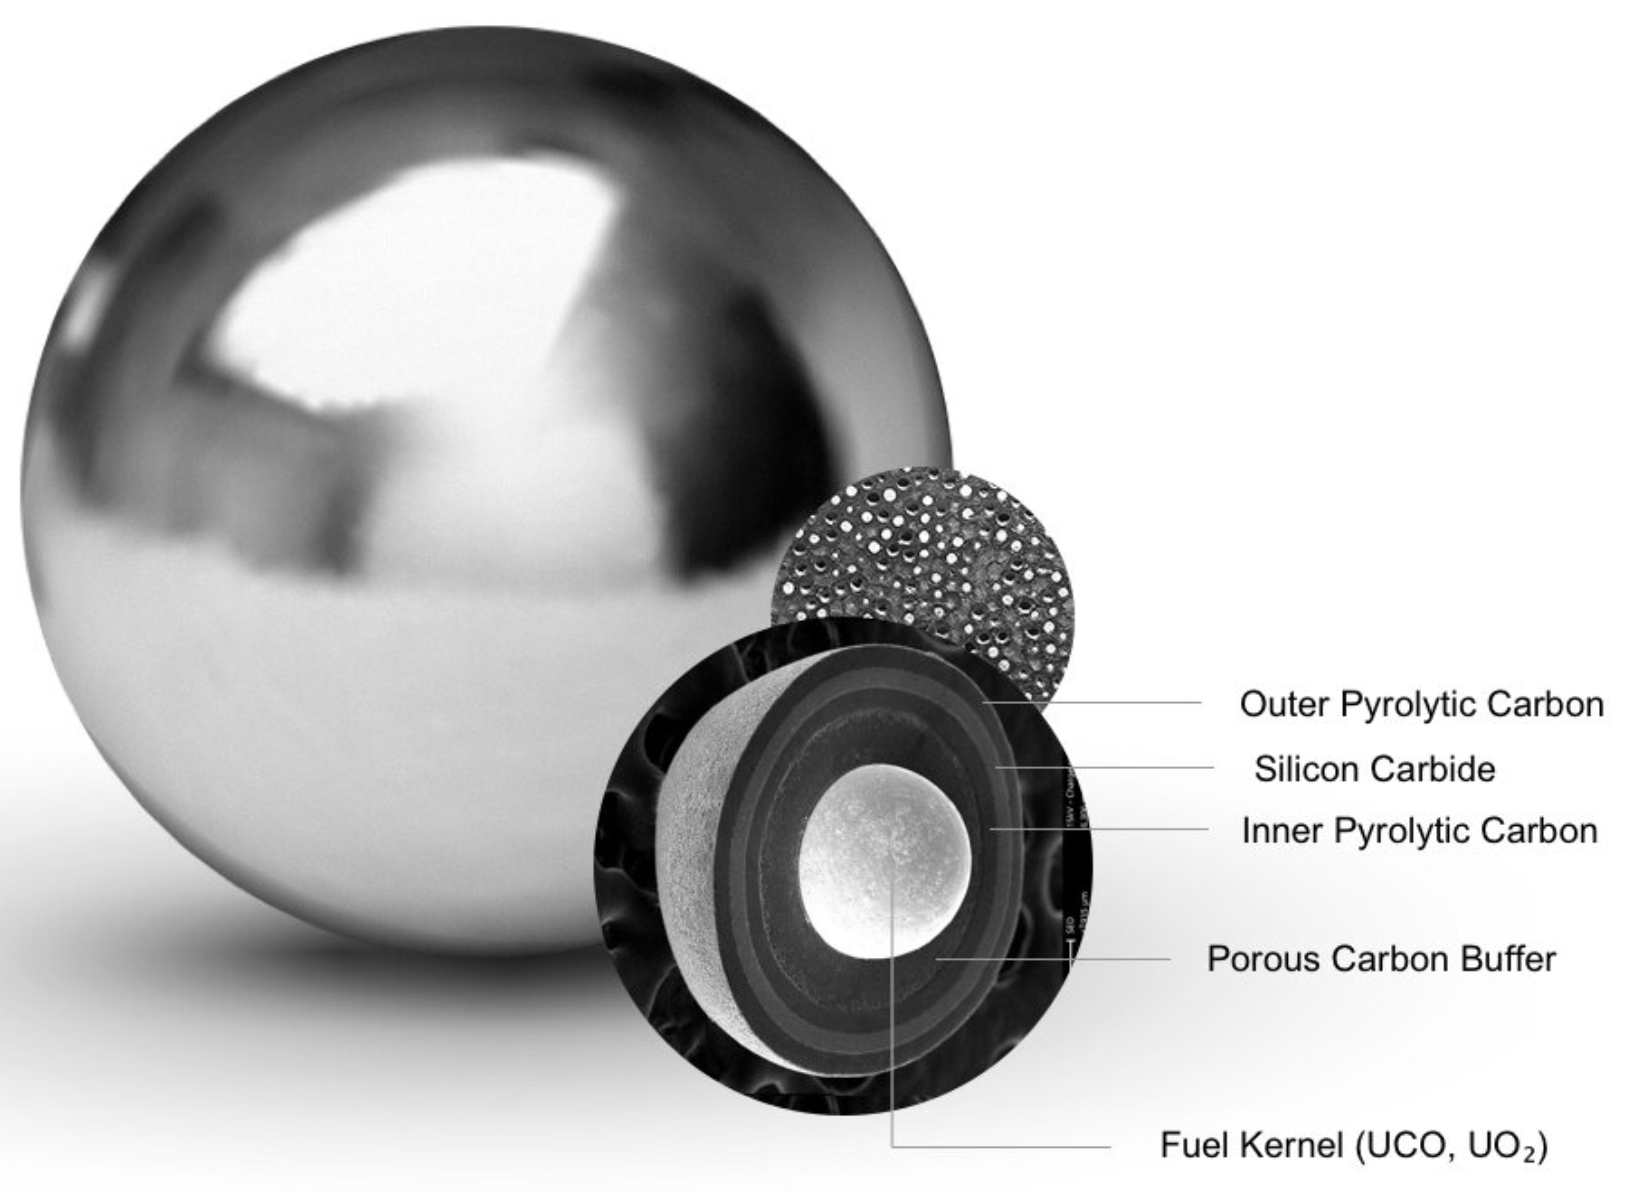 Outer Pyrolytic Carbon
Silicon Carbide
Inner Pyrolytic Carbon
Porous Carbon Buffer
Fuel Kernel (UCO, UO₂)